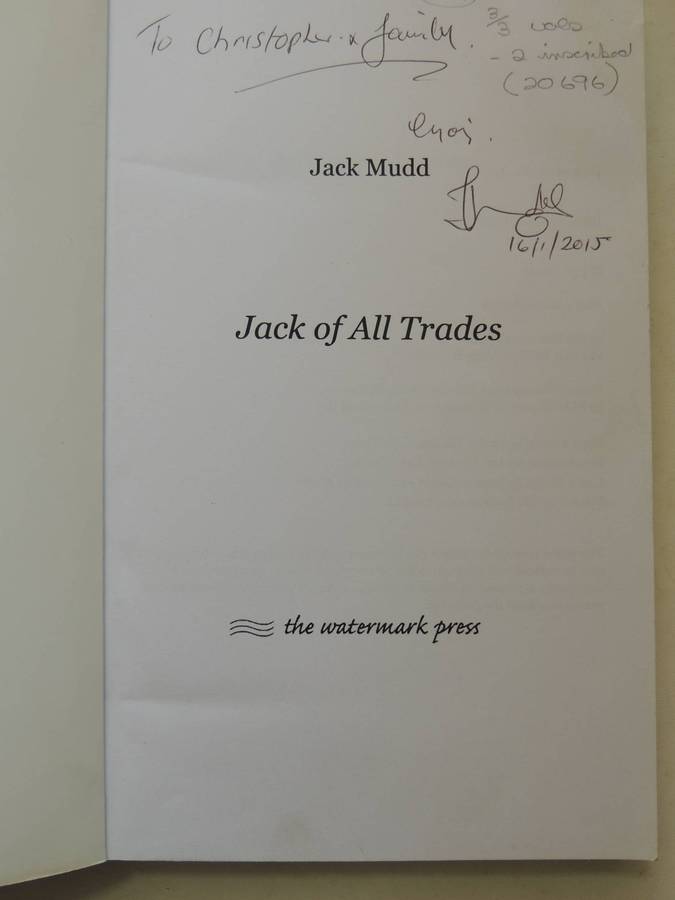 To Christopher & family.
3/3 vols
- 2 inscribed
(20696)
Enjoy.
Jack Mudd
16/1/2015
Jack of All Trades
the watermark press